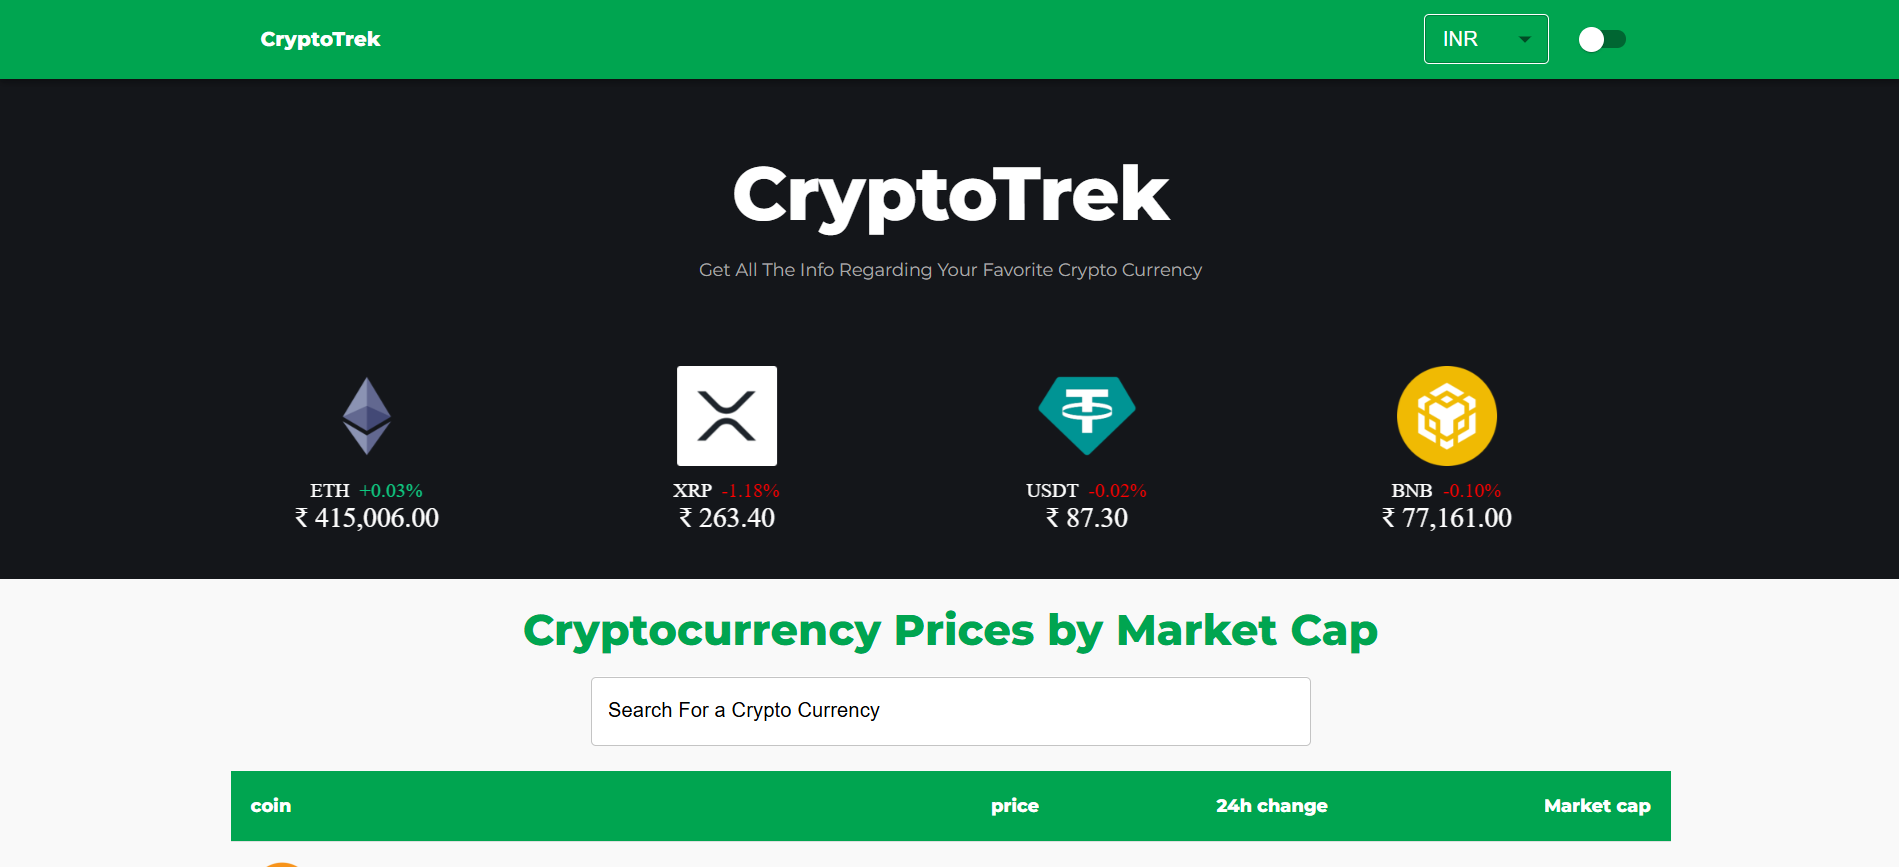 CryptoTrek
INR
CryptoTrek
Get All The Info Regarding Your Favorite Crypto Currency
ETH +0.03%
₹ 415,006.00
XRP -1.18%
₹ 263.40
USDT -0.02%
₹ 87.30
BNB -0.10%
₹ 77,161.00
Cryptocurrency Prices by Market Cap
Search For a Crypto Currency
coin price 24h change Market cap